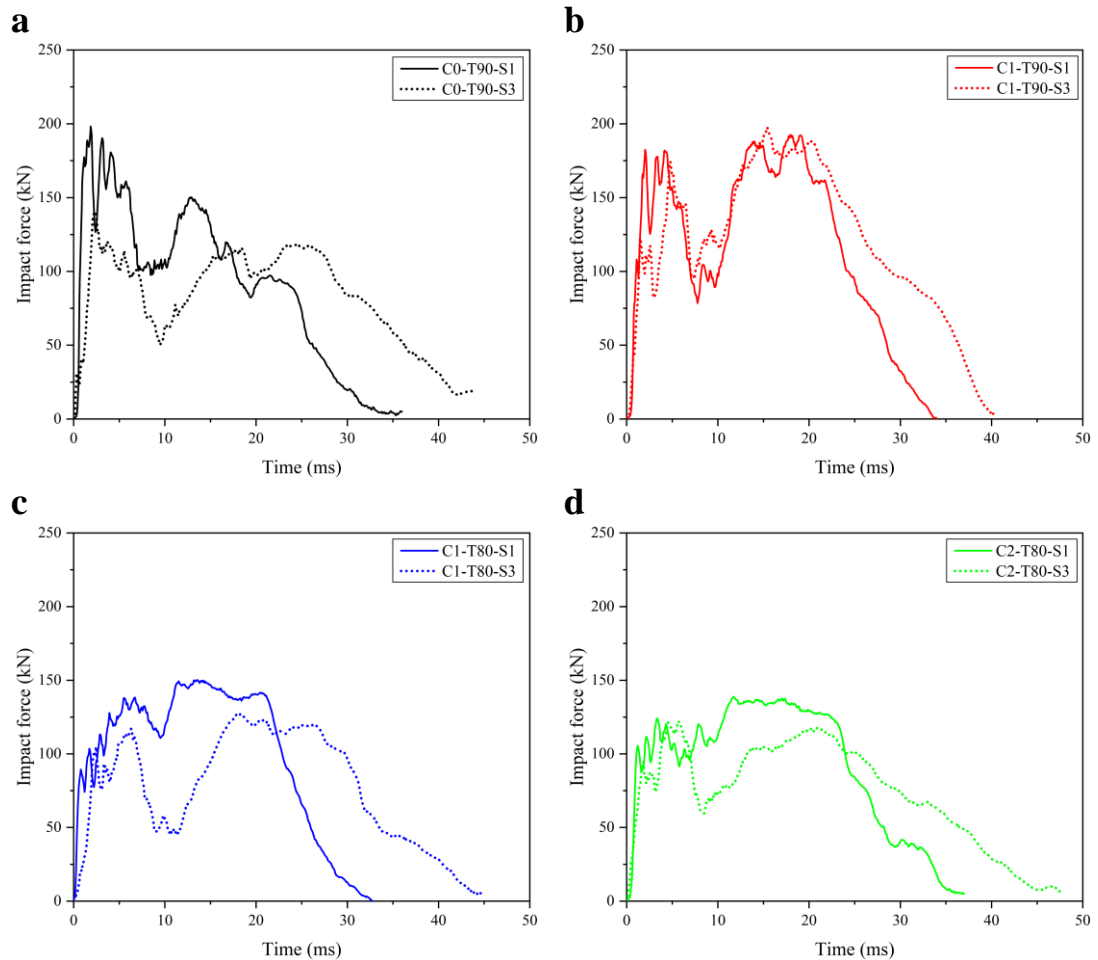 a
250
200
150
100
50
0
Impact force (kN)
C0-T90-S1
C0-T90-S3
0 10 20 30 40 50
Time (ms)
b
250
200
150
100
50
0
Impact force (kN)
C1-T90-S1
C1-T90-S3
0 10 20 30 40 50
Time (ms)
c
250
200
150
100
50
0
Impact force (kN)
C1-T80-S1
C1-T80-S3
0 10 20 30 40 50
Time (ms)
d
250
200
150
100
50
0
Impact force (kN)
C2-T80-S1
C2-T80-S3
0 10 20 30 40 50
Time (ms)